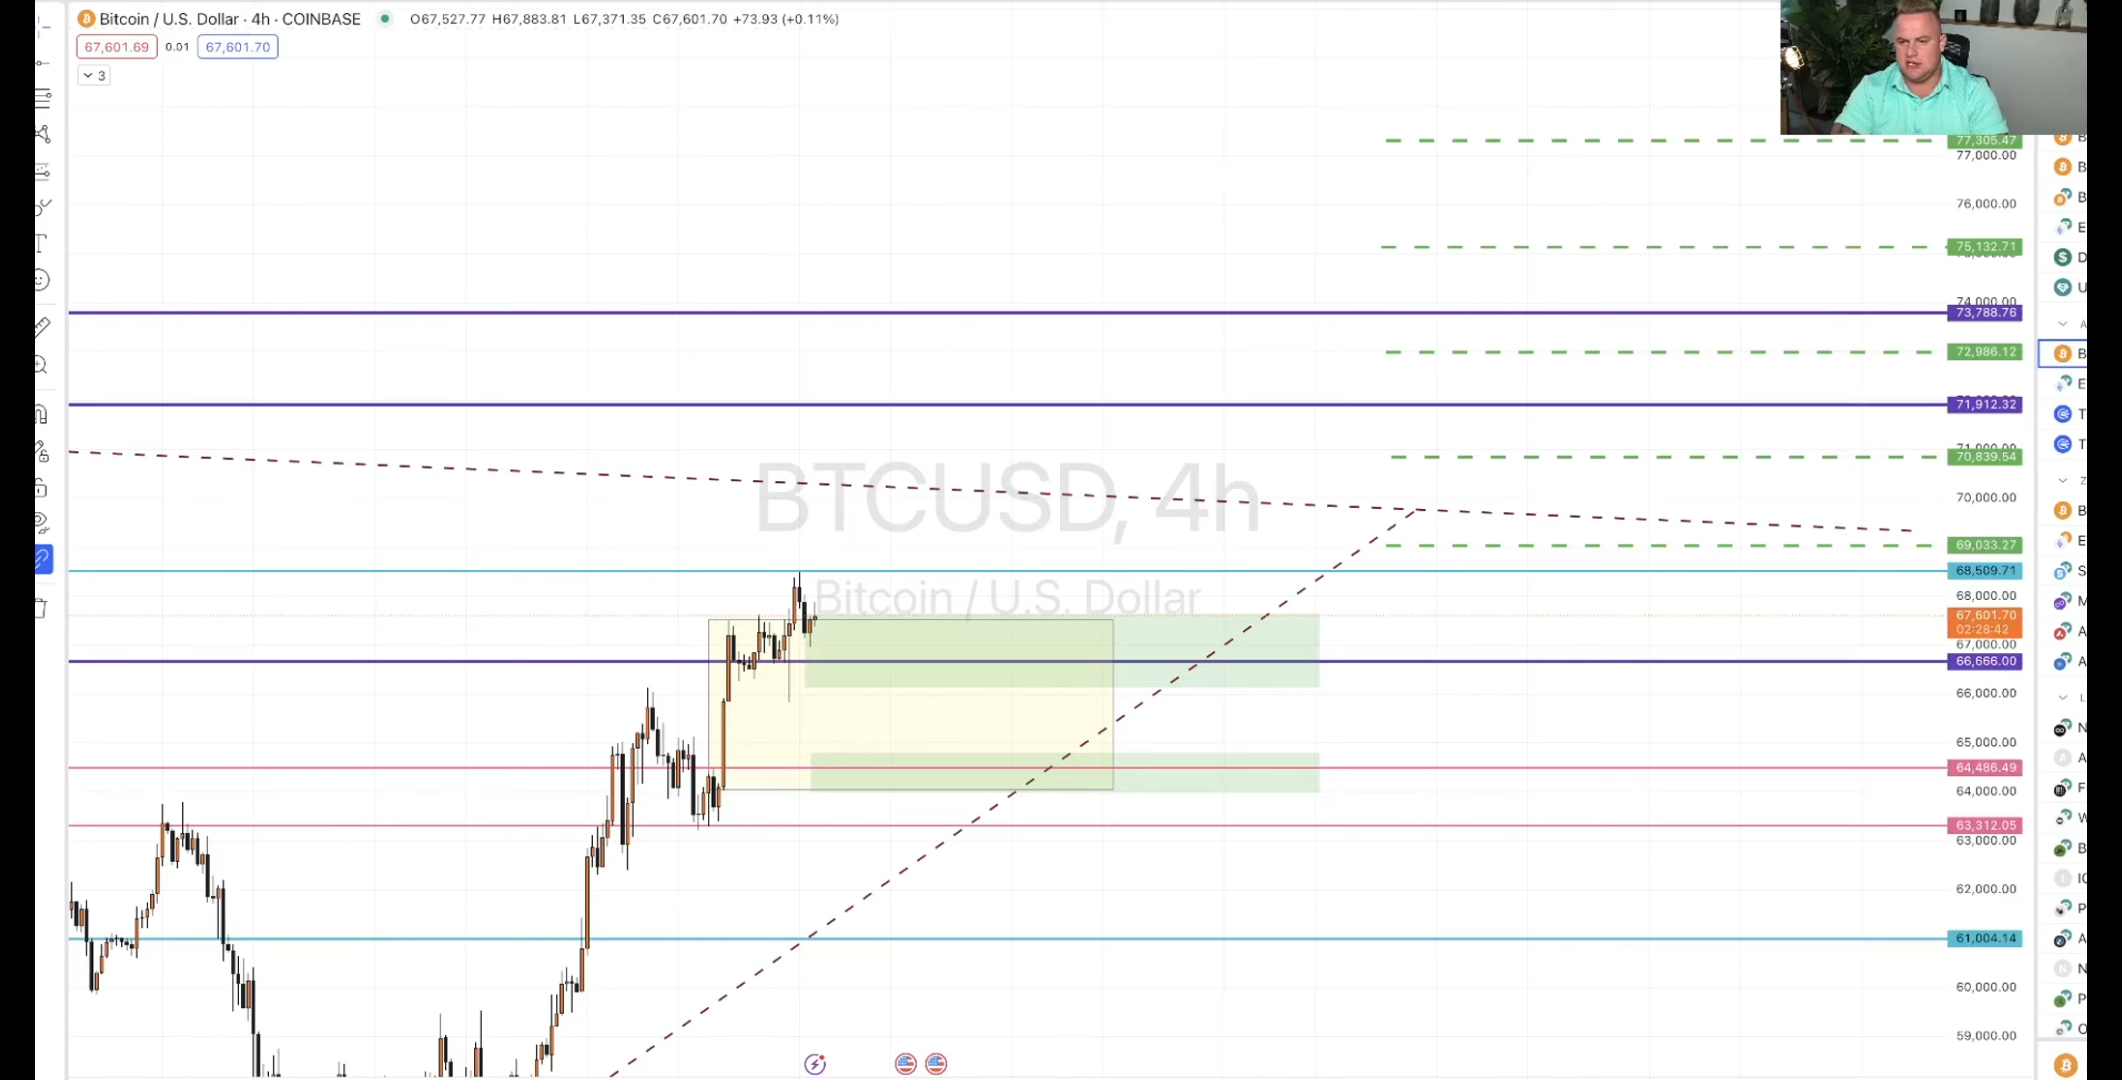 Bitcoin / U.S. Dollar · 4h · COINBASE O67,527.77 H67,883.81 L67,371.35 C67,601.70 +73.93 (+0.11%)
67,601.69 0.01 67,601.70
3
77,305.47
77,000.00
76,000.00
75,132.71
74,000.00
73,788.76
72,986.12
71,912.32
71,000.00
70,839.54
BTCUSD, 4h
70,000.00
69,033.27
68,509.71
Bitcoin / U.S. Dollar
68,000.00
67,601.70
02:28:42
67,000.00
66,666.00
66,000.00
65,000.00
64,486.49
64,000.00
63,312.05
63,000.00
62,000.00
61,004.14
60,000.00
59,000.00
B
B
B
E
D
U
A
B
E
T
T
Z
B
E
S
M
A
A
L
N
A
F
W
B
IC
P
A
N
P
O